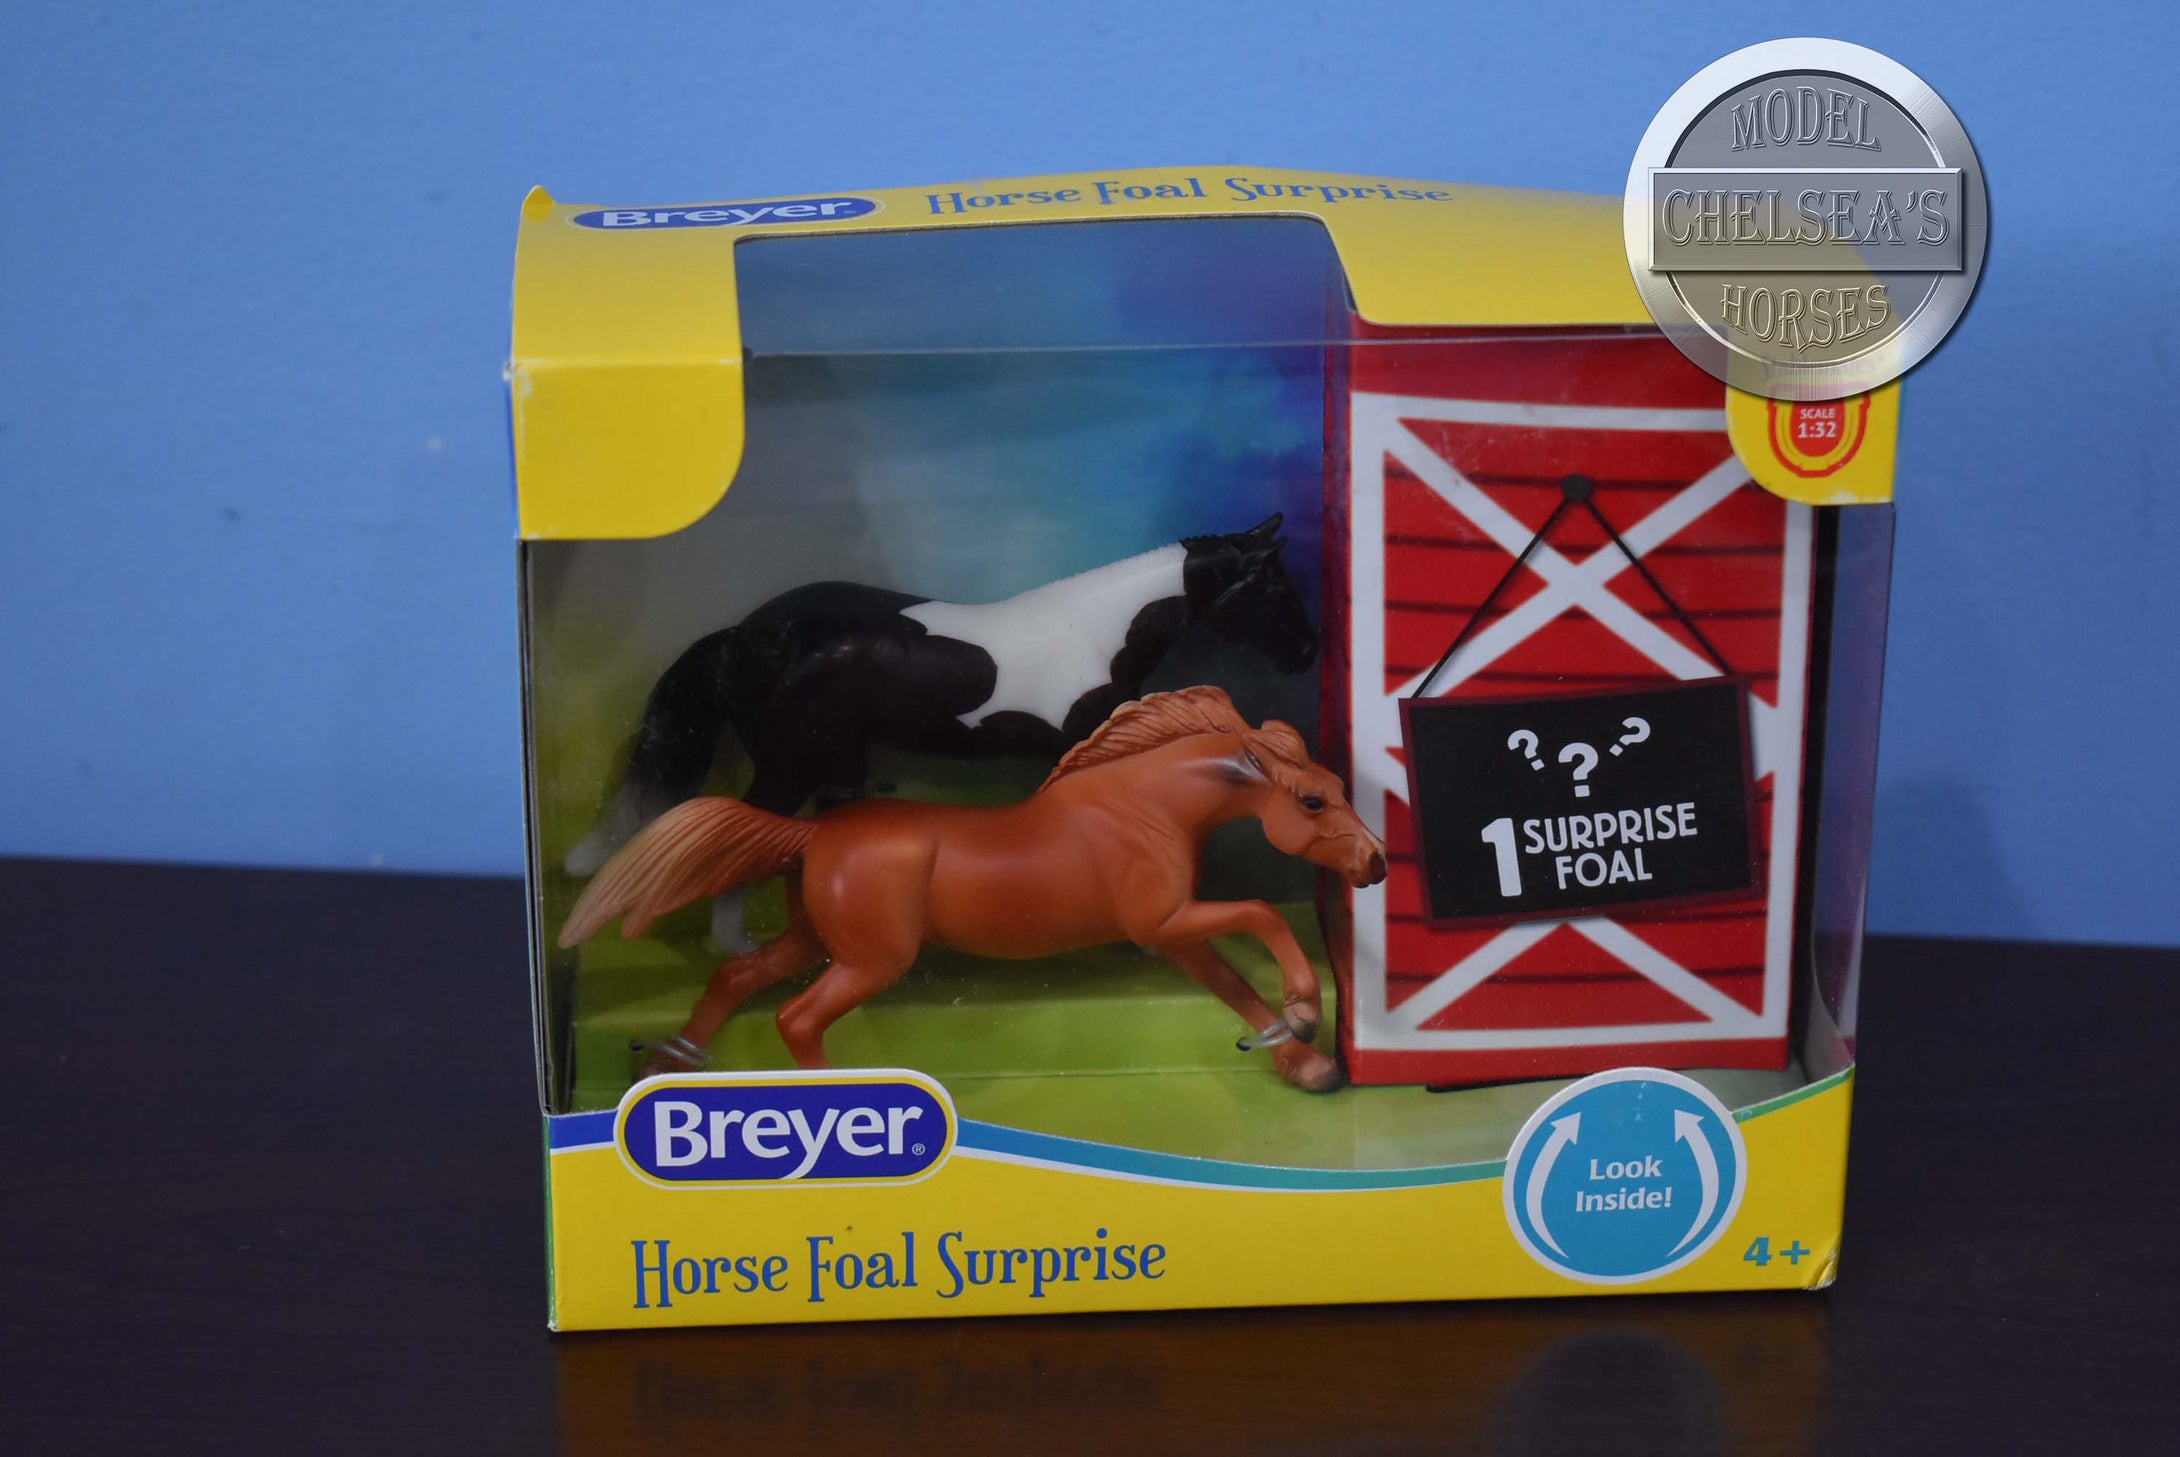 MODEL
CHELSEA'S
HORSES
Breyer
Horse Foal Surprise
SCALE
1:32
? ? ?
1 SURPRISE
FOAL
Breyer®
Look
Inside!
Horse Foal Surprise
4+